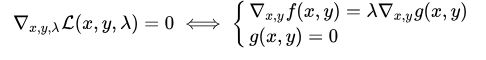 ∇ₓ,ᵧ,λ ℒ(x, y, λ) = 0 ⟺ { ∇ₓ,ᵧ f(x, y) = λ∇ₓ,ᵧ g(x, y)
g(x, y) = 0